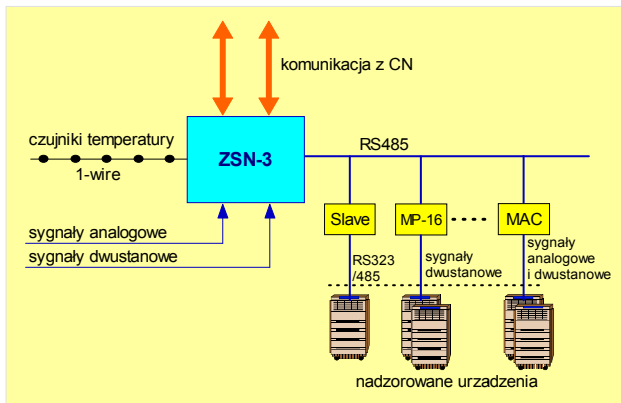 komunikacja z CN
czujniki temperatury
1-wire
ZSN-3
RS485
sygnały analogowe
sygnały dwustanowe
Slave
MP-16
MAC
RS323
/485
sygnały
dwustanowe
sygnały
analogowe
i dwustanowe
nadzorowane urzadzenia